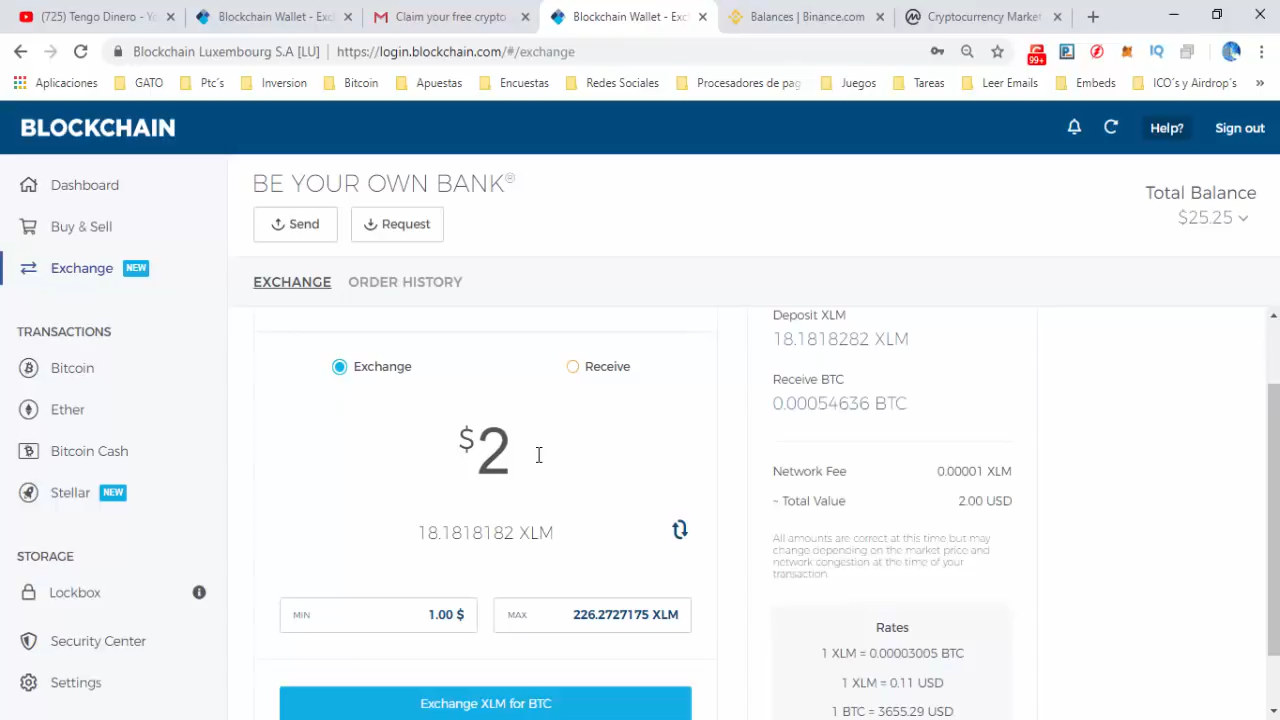 (725) Tengo Dinero - Yo
Blockchain Wallet - Exc
Claim your free crypto
Blockchain Wallet - Exc
Balances | Binance.com
Cryptocurrency Market
Blockchain Luxembourg S.A [LU] | https://login.blockchain.com/#/exchange
99+
IQ
Aplicaciones GATO Ptc´s Inversion Bitcoin Apuestas Encuestas Redes Sociales Procesadores de pag Juegos Tareas Leer Emails Embeds ICO´s y Airdrop´s »
BLOCKCHAIN
Help? Sign out
Dashboard
Buy & Sell
Exchange NEW
TRANSACTIONS
Bitcoin
Ether
Bitcoin Cash
Stellar NEW
STORAGE
Lockbox
Security Center
Settings
BE YOUR OWN BANK®
Send Request
Total Balance
$25.25
EXCHANGE ORDER HISTORY
Exchange Receive
$2
18.1818182 XLM
MIN 1.00 $
MAX 226.2727175 XLM
Exchange XLM for BTC
Deposit XLM
18.1818282 XLM
Receive BTC
0.00054636 BTC
Network Fee 0.00001 XLM
~ Total Value 2.00 USD
All amounts are correct at this time but may
change depending on the market price and
network congestion at the time of your
transaction
Rates
1 XLM = 0.00003005 BTC
1 XLM = 0.11 USD
1 BTC = 3655.29 USD